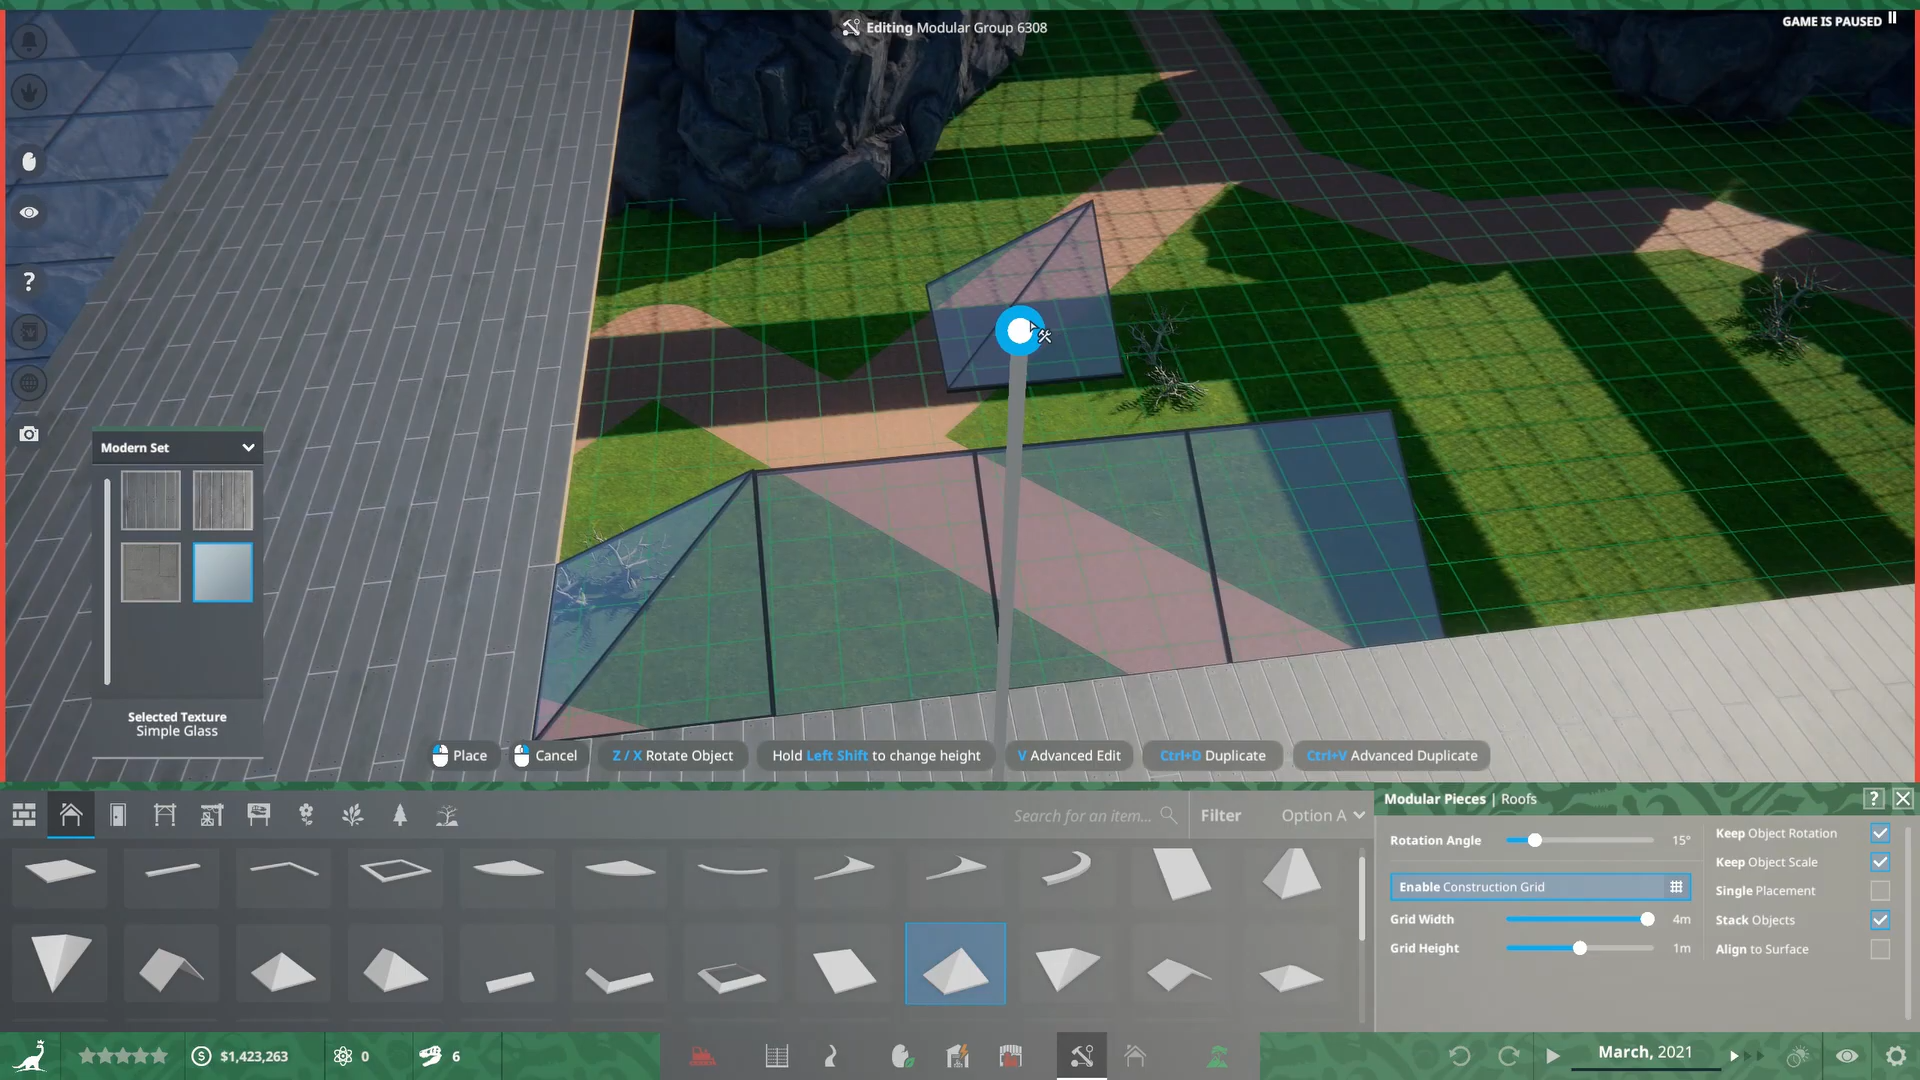 Editing Modular Group 6308
GAME IS PAUSED
?
Modern Set
Selected Texture
Simple Glass
Place
Cancel
Z / X Rotate Object
Hold Left Shift to change height
V Advanced Edit
Ctrl+D Duplicate
Ctrl+V Advanced Duplicate
Search for an item...
Filter
Option A
Modular Pieces | Roofs
?
Rotation Angle
15°
Enable Construction Grid
Grid Width
4m
Grid Height
1m
Keep Object Rotation
Keep Object Scale
Single Placement
Stack Objects
Align to Surface
$1,423,263
0
6
March, 2021